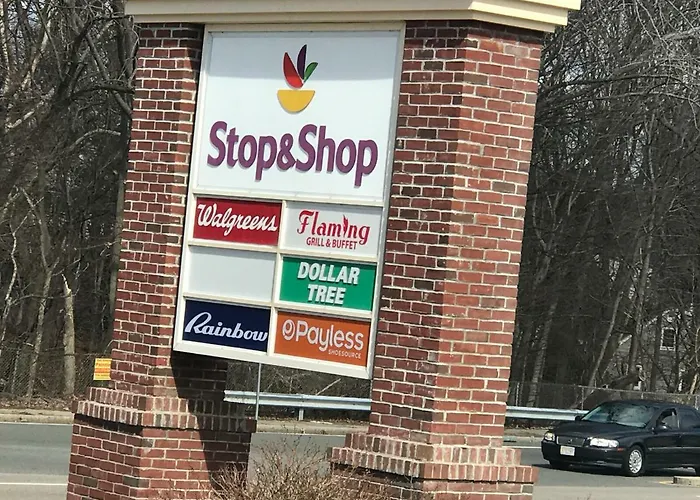 Stop&Shop
Walgreens
Flaming
GRILL & BUFFET
DOLLAR
TREE
Rainbow
Payless
SHOESOURCE